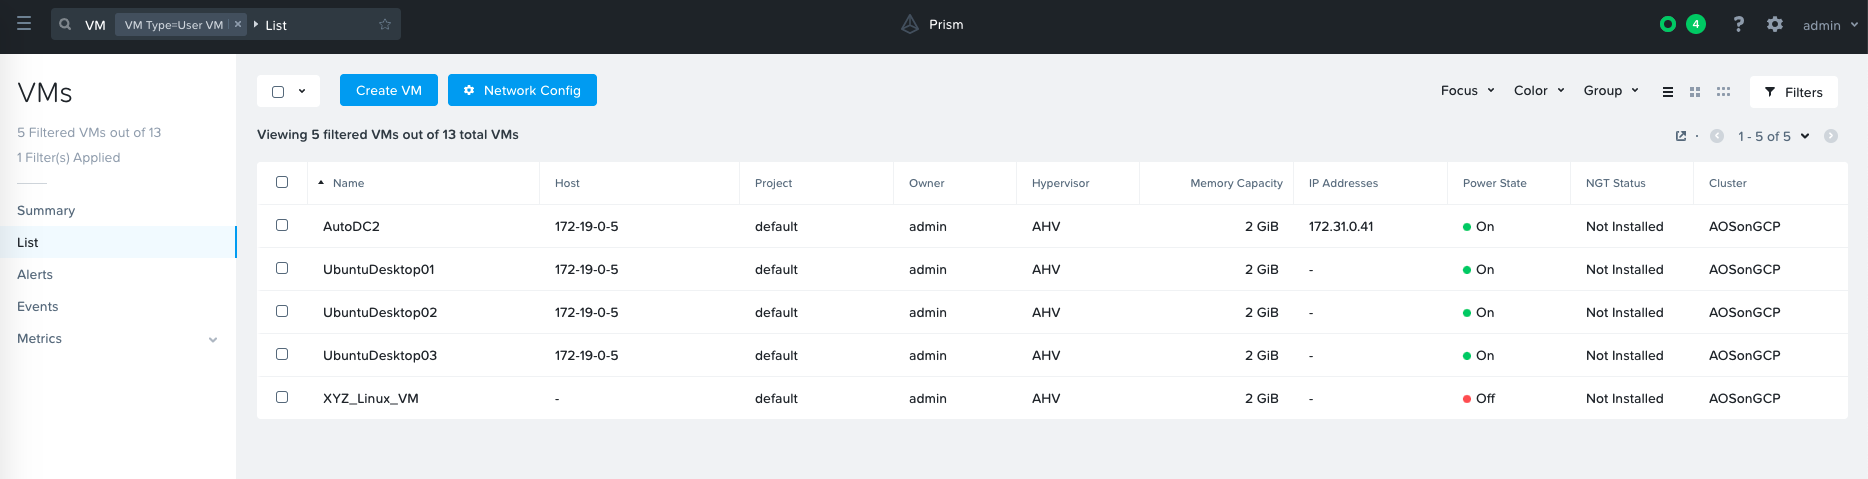 VM VM Type=User VM × List
Prism
4 ? admin
VMs
5 Filtered VMs out of 13
1 Filter(s) Applied
Summary
List
Alerts
Events
Metrics
Create VM Network Config
Focus Color Group Filters
Viewing 5 filtered VMs out of 13 total VMs
1 - 5 of 5
Name Host Project Owner Hypervisor Memory Capacity IP Addresses Power State NGT Status Cluster
AutoDC2 172-19-0-5 default admin AHV 2 GiB 172.31.0.41 On Not Installed AOSonGCP
UbuntuDesktop01 172-19-0-5 default admin AHV 2 GiB - On Not Installed AOSonGCP
UbuntuDesktop02 172-19-0-5 default admin AHV 2 GiB - On Not Installed AOSonGCP
UbuntuDesktop03 172-19-0-5 default admin AHV 2 GiB - On Not Installed AOSonGCP
XYZ_Linux_VM - default admin AHV 2 GiB - Off Not Installed AOSonGCP